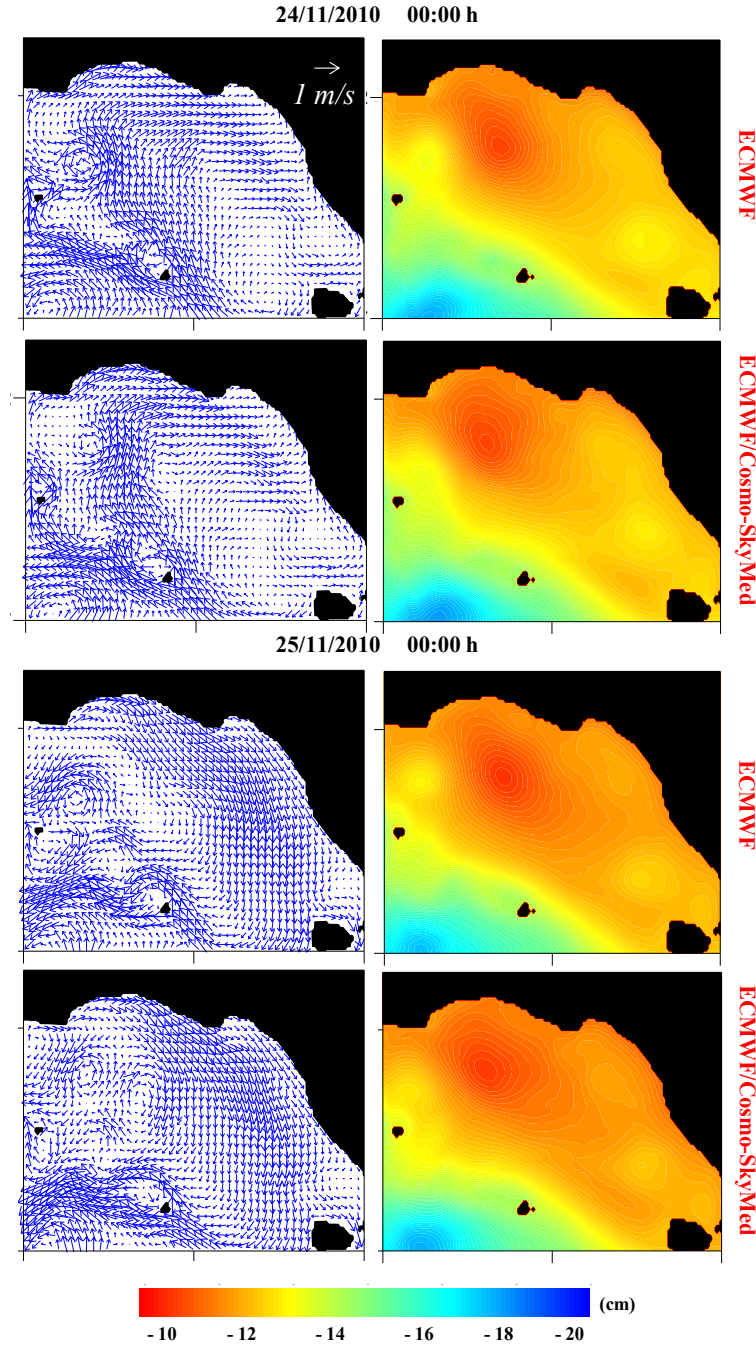 24/11/2010 00:00 h
1 m/s
ECMWF
ECMWF/Cosmo-SkyMed
25/11/2010 00:00 h
ECMWF
ECMWF/Cosmo-SkyMed
(cm)
- 10 - 12 - 14 - 16 - 18 - 20